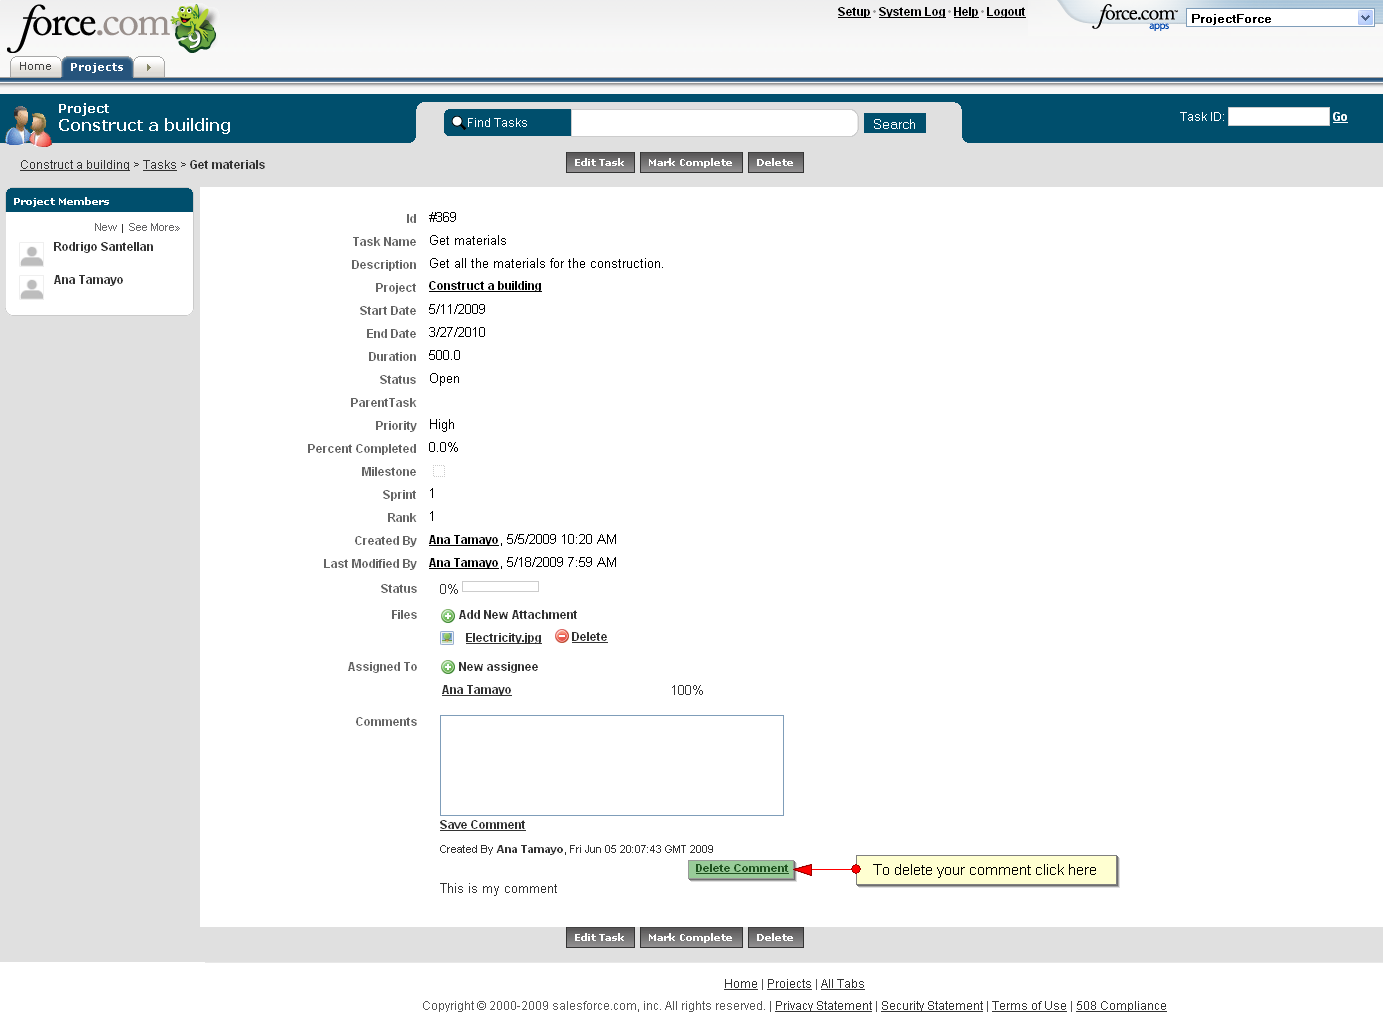 force.com 9
Setup · System Log · Help · Logout
force.com apps
ProjectForce
Home Projects
Project
Construct a building
Find Tasks Search
Task ID: Go
Construct a building > Tasks > Get materials
Edit Task Mark Complete Delete
Project Members
New | See More»
Rodrigo Santellan
Ana Tamayo
Id #369
Task Name Get materials
Description Get all the materials for the construction.
Project Construct a building
Start Date 5/11/2009
End Date 3/27/2010
Duration 500.0
Status Open
ParentTask
Priority High
Percent Completed 0.0%
Milestone
Sprint 1
Rank 1
Created By Ana Tamayo, 5/5/2009 10:20 AM
Last Modified By Ana Tamayo, 5/18/2009 7:59 AM
Status 0%
Files Add New Attachment
Electricity.jpg Delete
Assigned To New assignee
Ana Tamayo 100%
Comments
Save Comment
Created By Ana Tamayo, Fri Jun 05 20:07:43 GMT 2009
Delete Comment To delete your comment click here
This is my comment
Edit Task Mark Complete Delete
Home | Projects | All Tabs
Copyright © 2000-2009 salesforce.com, inc. All rights reserved. | Privacy Statement | Security Statement | Terms of Use | 508 Compliance